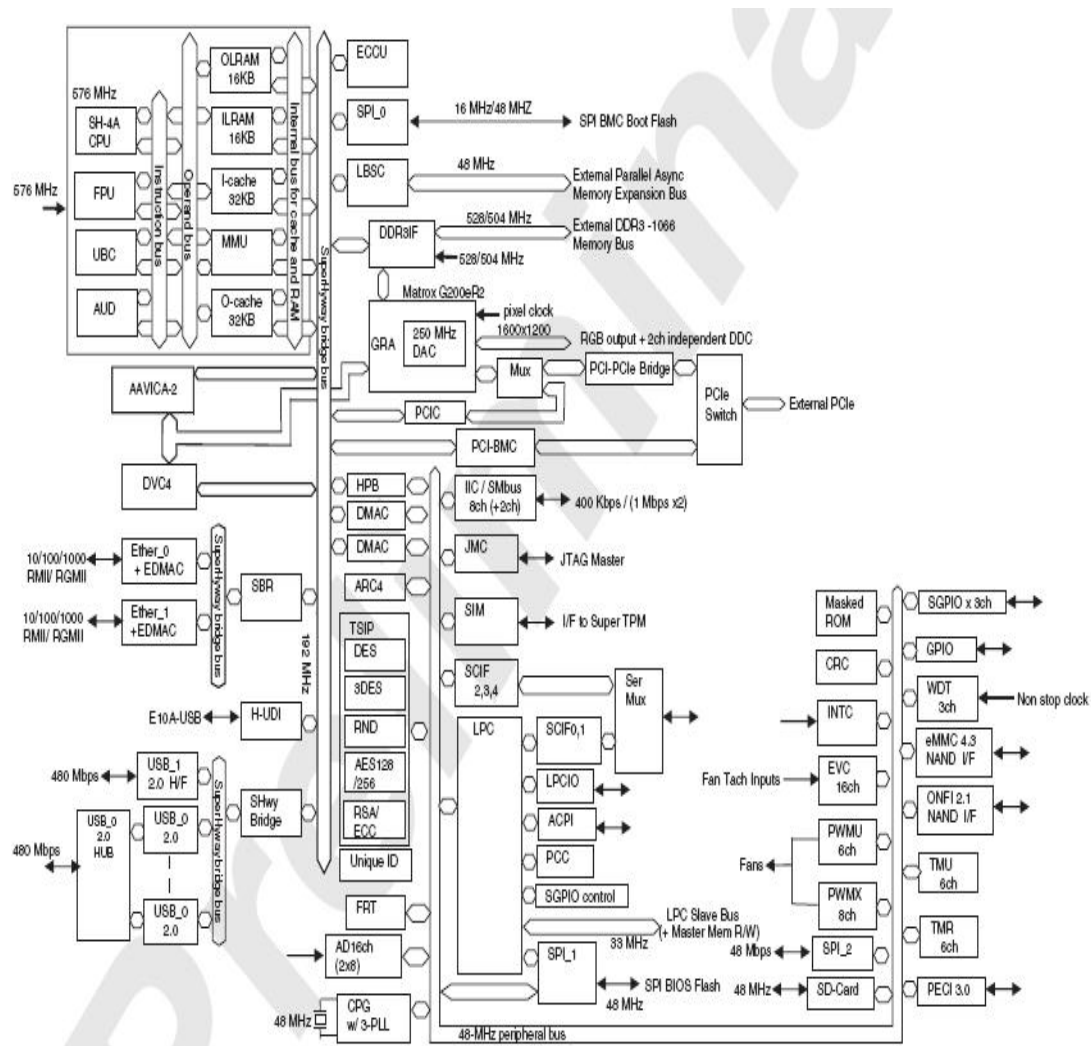 576 MHz
SH-4A
CPU
576 MHz
FPU
UBC
AUD
Instruction bus
Operand bus
OLRAM
16KB
ILRAM
16KB
I-cache
32KB
MMU
O-cache
32KB
Internal bus for cache and RAM
SuperHyway bridge bus
192 MHz
ECCU
SPI_0
16 MHz/48 MHZ
SPI BMC Boot Flash
LBSC
48 MHz
External Parallel Async
Memory Expansion Bus
DDR3IF
528/504 MHz
External DDR3 -1066
Memory Bus
528/504 MHz
Matrox G200eR2
GRA
250 MHz
DAC
pixel clock
1600x1200
RGB output + 2ch independent DDC
Mux
PCI-PCIe Bridge
PCIe
Switch
External PCIe
PCIC
PCI-BMC
AAVICA-2
DVC4
10/100/1000
RMII/ RGMII
Ether_0
+ EDMAC
10/100/1000
RMII/ RGMII
Ether_1
+EDMAC
SuperHyway bridge bus
SBR
E10A-USB
H-UDI
480 Mbps
USB_1
2.0 H/F
480 Mbps
USB_0
2.0
HUB
USB_0
2.0
USB_0
2.0
SuperHyway bridge bus
SHwy
Bridge
HPB
DMAC
DMAC
ARC4
TSIP
DES
3DES
RND
AES128
/256
RSA/
ECC
Unique ID
FRT
AD16ch
(2x8)
48 MHz
CPG
w/ 3-PLL
48-MHz peripheral bus
IIC / SMbus
8ch (+2ch)
400 Kbps / (1 Mbps x2)
JMC
JTAG Master
SIM
I/F to Super TPM
SCIF
2,3,4
Ser
Mux
LPC
SCIF0,1
LPCIO
ACPI
PCC
SGPIO control
LPC Slave Bus
(+ Master Mem R/W)
33 MHz
SPI_1
SPI BIOS Flash
48 MHz
Masked
ROM
CRC
INTC
Fan Tach Inputs
EVC
16ch
Fans
PWMU
6ch
PWMX
8ch
48 Mbps
SPI_2
48 MHz
SD-Card
SGPIO x 3ch
GPIO
WDT
3ch
Non stop clock
eMMC 4.3
NAND I/F
ONFI 2.1
NAND I/F
TMU
6ch
TMR
6ch
PECI 3.0